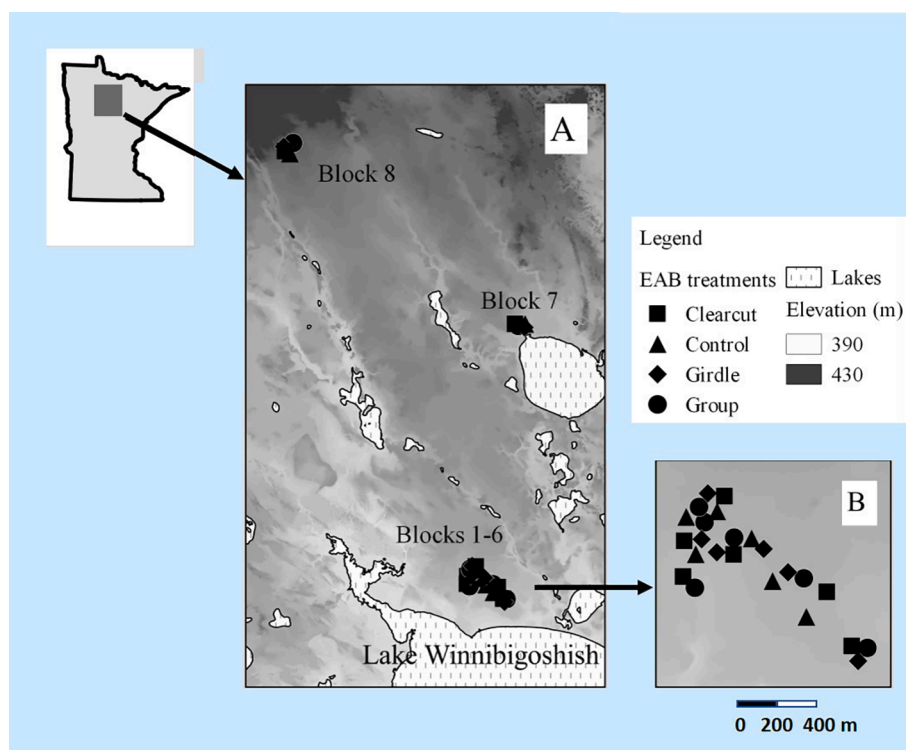 A
Block 8
Block 7
Blocks 1-6
Lake Winnibigoshish
Legend
EAB treatments
Clearcut
Control
Girdle
Group
Lakes
Elevation (m)
390
430
B
0 200 400 m